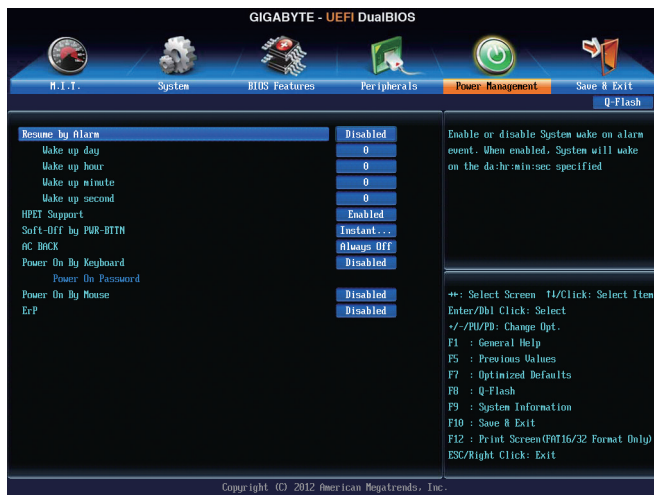 GIGABYTE - UEFI DualBIOS
M.I.T.
System
BIOS Features
Peripherals
Power Management
Save & Exit
Q-Flash
Resume by Alarm Disabled
Wake up day 0
Wake up hour 0
Wake up minute 0
Wake up second 0
HPET Support Enabled
Soft-Off by PWR-BTTN Instant...
AC BACK Always Off
Power On By Keyboard Disabled
Power On Password
Power On By Mouse Disabled
ErP Disabled
Enable or disable System wake on alarm
event. When enabled, System will wake
on the da:hr:min:sec specified
→←: Select Screen ↑↓/Click: Select Item
Enter/Dbl Click: Select
+/-/PU/PD: Change Opt.
F1 : General Help
F5 : Previous Values
F7 : Optimized Defaults
F8 : Q-Flash
F9 : System Information
F10 : Save & Exit
F12 : Print Screen(FAT16/32 Format Only)
ESC/Right Click: Exit
Copyright (C) 2012 American Megatrends, Inc.